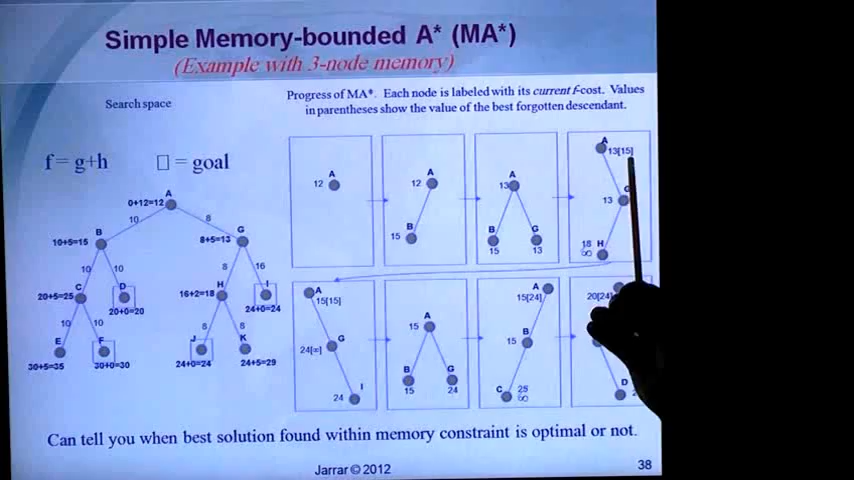 Simple Memory-bounded A* (MA*)
(Example with 3-node memory)
Search space
Progress of MA*. Each node is labeled with its current f-cost. Values
in parentheses show the value of the best forgotten descendant.
f = g+h
□ = goal
A
0+12=12
10
8
B
10+5=15
G
8+5=13
10
10
8
16
C
20+5=25
D
20+0=20
H
16+2=18
I
24+0=24
10
10
8
8
E
30+5=35
F
30+0=30
J
24+0=24
K
24+5=29
A
12
A
12
B
15
A
13
B
15
G
13
A
13[15]
13
18 H
∞
A
15[15]
G
24[∞]
I
24
A
15
B
15
G
24
A
15[24]
B
15
C
25
∞
20[24]
D
Can tell you when best solution found within memory constraint is optimal or not.
Jarrar © 2012
38